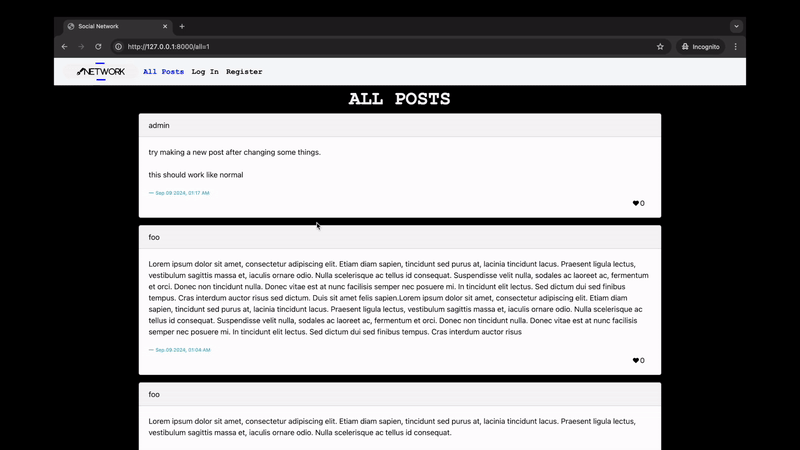 Social Network
http://127.0.0.1:8000/all=1
Incognito
NETWORK
All Posts Log In Register
ALL POSTS
admin
try making a new post after changing some things.
this should work like normal
— Sep 09 2024, 01:17 AM
0
foo
Lorem ipsum dolor sit amet, consectetur adipiscing elit. Etiam diam sapien, tincidunt sed purus at, lacinia tincidunt lacus. Praesent ligula lectus,
vestibulum sagittis massa et, iaculis ornare odio. Nulla scelerisque ac tellus id consequat. Suspendisse velit nulla, sodales ac laoreet ac, fermentum
et orci. Donec non tincidunt nulla. Donec vitae est at nunc facilisis semper nec posuere mi. In tincidunt elit lectus. Sed dictum dui sed finibus
tempus. Cras interdum auctor risus sed dictum. Duis sit amet felis sapien.Lorem ipsum dolor sit amet, consectetur adipiscing elit. Etiam diam
sapien, tincidunt sed purus at, lacinia tincidunt lacus. Praesent ligula lectus, vestibulum sagittis massa et, iaculis ornare odio. Nulla scelerisque ac
tellus id consequat. Suspendisse velit nulla, sodales ac laoreet ac, fermentum et orci. Donec non tincidunt nulla. Donec vitae est at nunc facilisis
semper nec posuere mi. In tincidunt elit lectus. Sed dictum dui sed finibus tempus. Cras interdum auctor risus
— Sep 09 2024, 01:04 AM
0
foo
Lorem ipsum dolor sit amet, consectetur adipiscing elit. Etiam diam sapien, tincidunt sed purus at, lacinia tincidunt lacus. Praesent ligula lectus,
vestibulum sagittis massa et, iaculis ornare odio. Nulla scelerisque ac tellus id consequat.